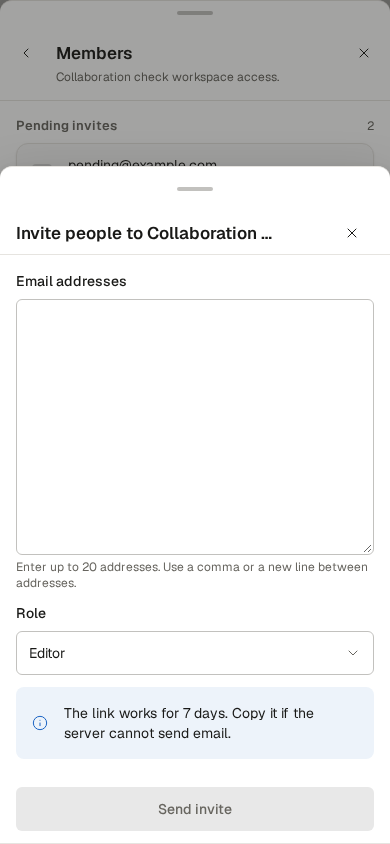 Members
Collaboration check workspace access.
Pending invites 2
pending@example.com
Invite people to Collaboration ...
Email addresses
Enter up to 20 addresses. Use a comma or a new line between
addresses.
Role
Editor
The link works for 7 days. Copy it if the
server cannot send email.
Send invite